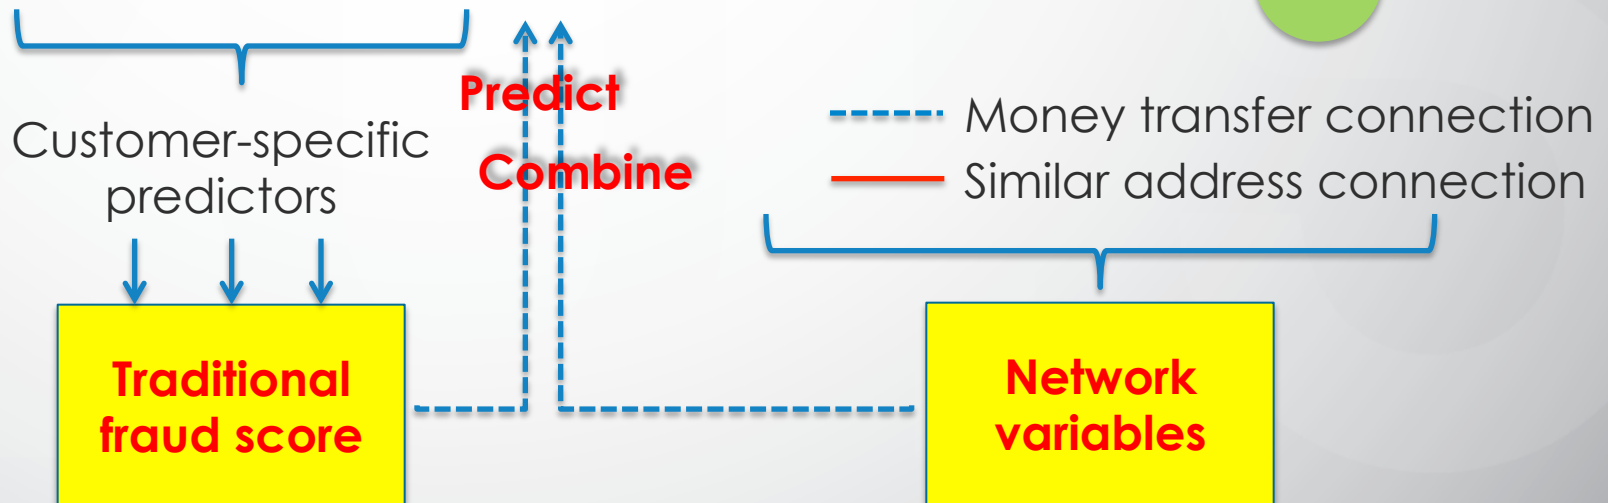 Predict
Combine
Customer-specific
predictors
Money transfer connection
Similar address connection
Traditional
fraud score
Network
variables